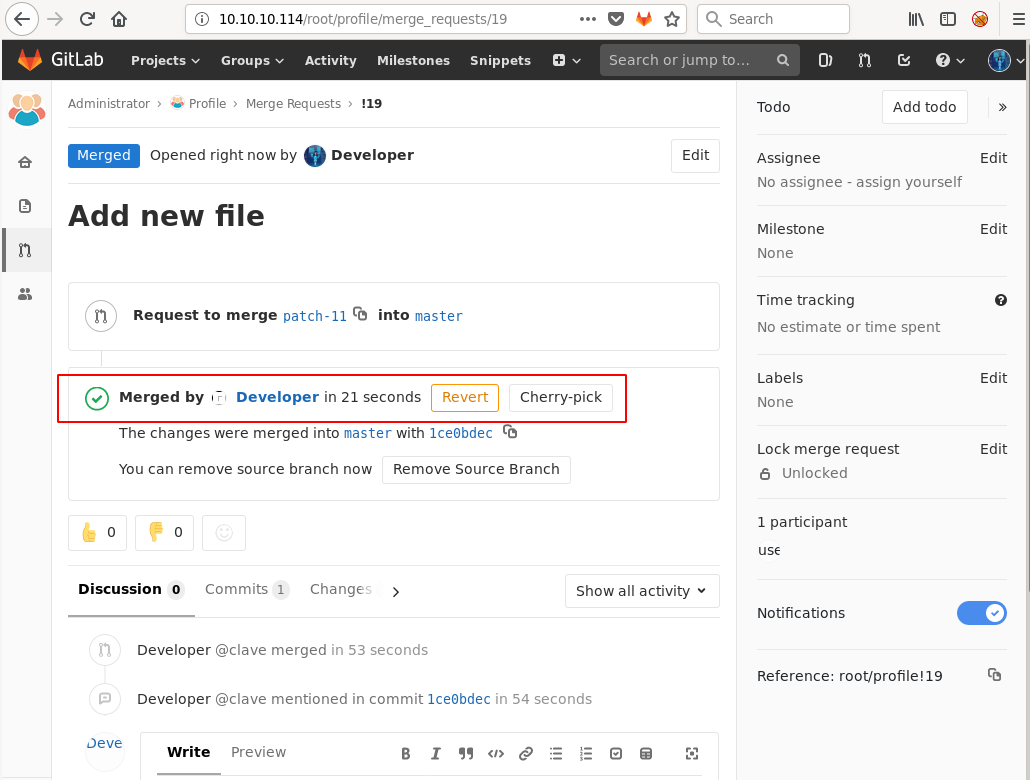 10.10.10.114/root/profile/merge_requests/19
Search
GitLab Projects Groups Activity Milestones Snippets Search or jump to…
Administrator › Profile › Merge Requests › !19
Merged Opened right now by Developer Edit
Add new file
Request to merge patch-11 into master
Merged by Developer in 21 seconds Revert Cherry-pick
The changes were merged into master with 1ce0bdec
You can remove source branch now Remove Source Branch
0 0
Discussion 0 Commits 1 Changes Show all activity
Developer @clave merged in 53 seconds
Developer @clave mentioned in commit 1ce0bdec in 54 seconds
Deve
Write Preview
Todo Add todo »
Assignee Edit
No assignee - assign yourself
Milestone Edit
None
Time tracking
No estimate or time spent
Labels Edit
None
Lock merge request Edit
Unlocked
1 participant
use
Notifications
Reference: root/profile!19